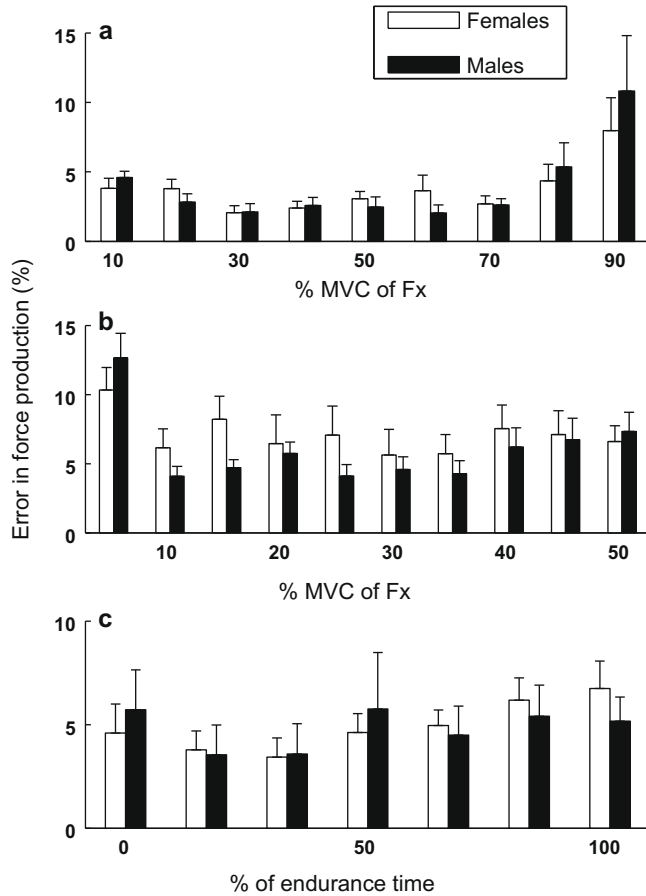 a
Females
Males
15
10
5
0
10 30 50 70 90
% MVC of Fx
Error in force production (%)
b
15
10
5
0
10 20 30 40 50
% MVC of Fx
c
10
5
0
0 50 100
% of endurance time